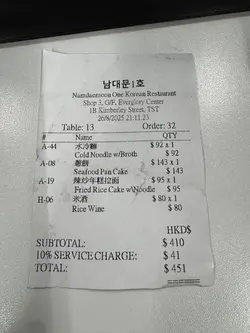 남대문1호
Namdaemoon One Korean Restaurant
Shop 3, G/F, Everglory Center
1B Kimberley Street, TST
26/8/2025 21:11:23
Table: 13 Order: 32
# Name QTY
A-44 水冷麵 $ 92 x 1
Cold Noodle w/Broth $ 92
A-08 葱餅 $ 143 x 1
Seafood Pan Cake $ 143
A-19 辣炒年糕拉面 $ 95 x 1
Fried Rice Cake w\Noodle $ 95
H-06 米酒 $ 80 x 1
Rice Wine $ 80
HKD$
SUBTOTAL: $ 410
10% SERVICE CHARGE: $ 41
TOTAL: $ 451